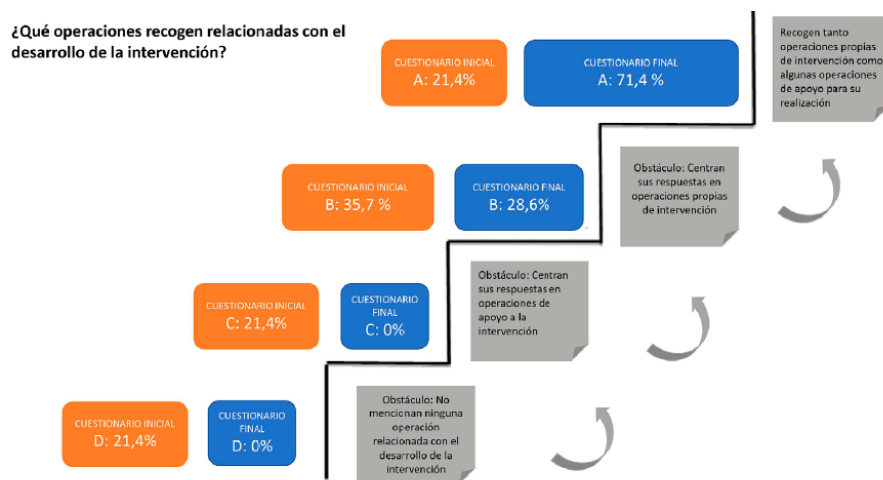 ¿Qué operaciones recogen relacionadas con el
desarrollo de la intervención?
CUESTIONARIO INICIAL
A: 21,4%
CUESTIONARIO FINAL
A: 71,4 %
Recogen tanto
operaciones propias
de intervención como
algunas operaciones
de apoyo para su
realización
CUESTIONARIO INICIAL
B: 35,7 %
CUESTIONARIO FINAL
B: 28,6%
Obstáculo: Centran
sus respuestas en
operaciones propias
de intervención
CUESTIONARIO INICIAL
C: 21,4%
CUESTIONARIO
FINAL
C: 0%
Obstáculo: Centran
sus respuestas en
operaciones de
apoyo a la
intervención
CUESTIONARIO INICIAL
D: 21,4%
CUESTIONARIO
FINAL
D: 0%
Obstáculo: No
mencionan ninguna
operación
relacionada con el
desarrollo de la
intervención